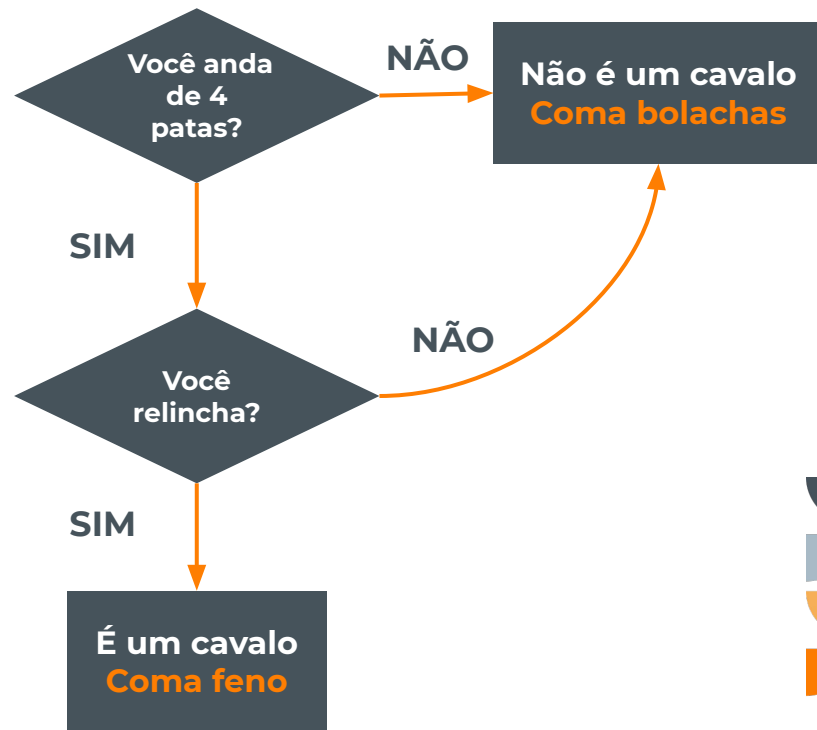 Você anda
de 4
patas?
NÃO
Não é um cavalo
Coma bolachas
SIM
NÃO
Você
relincha?
SIM
É um cavalo
Coma feno